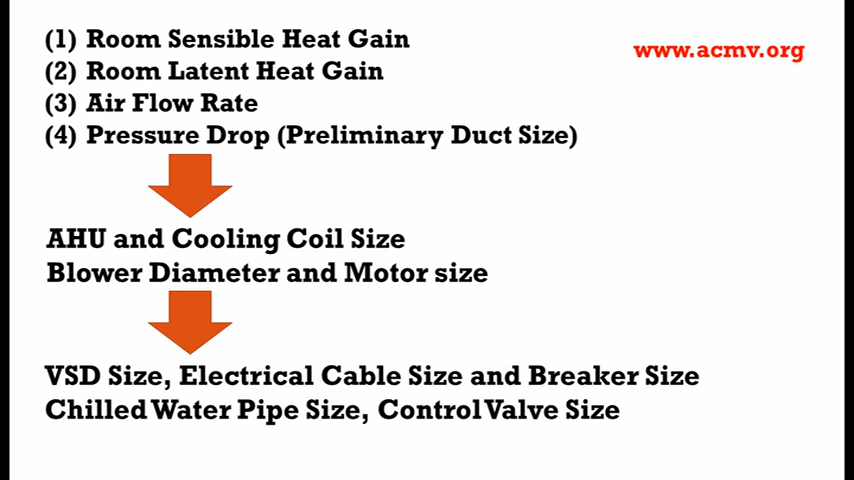 (1) Room Sensible Heat Gain
www.acmv.org
(2) Room Latent Heat Gain
(3) Air Flow Rate
(4) Pressure Drop (Preliminary Duct Size)
AHU and Cooling Coil Size
Blower Diameter and Motor size
VSD Size, Electrical Cable Size and Breaker Size
Chilled Water Pipe Size, Control Valve Size